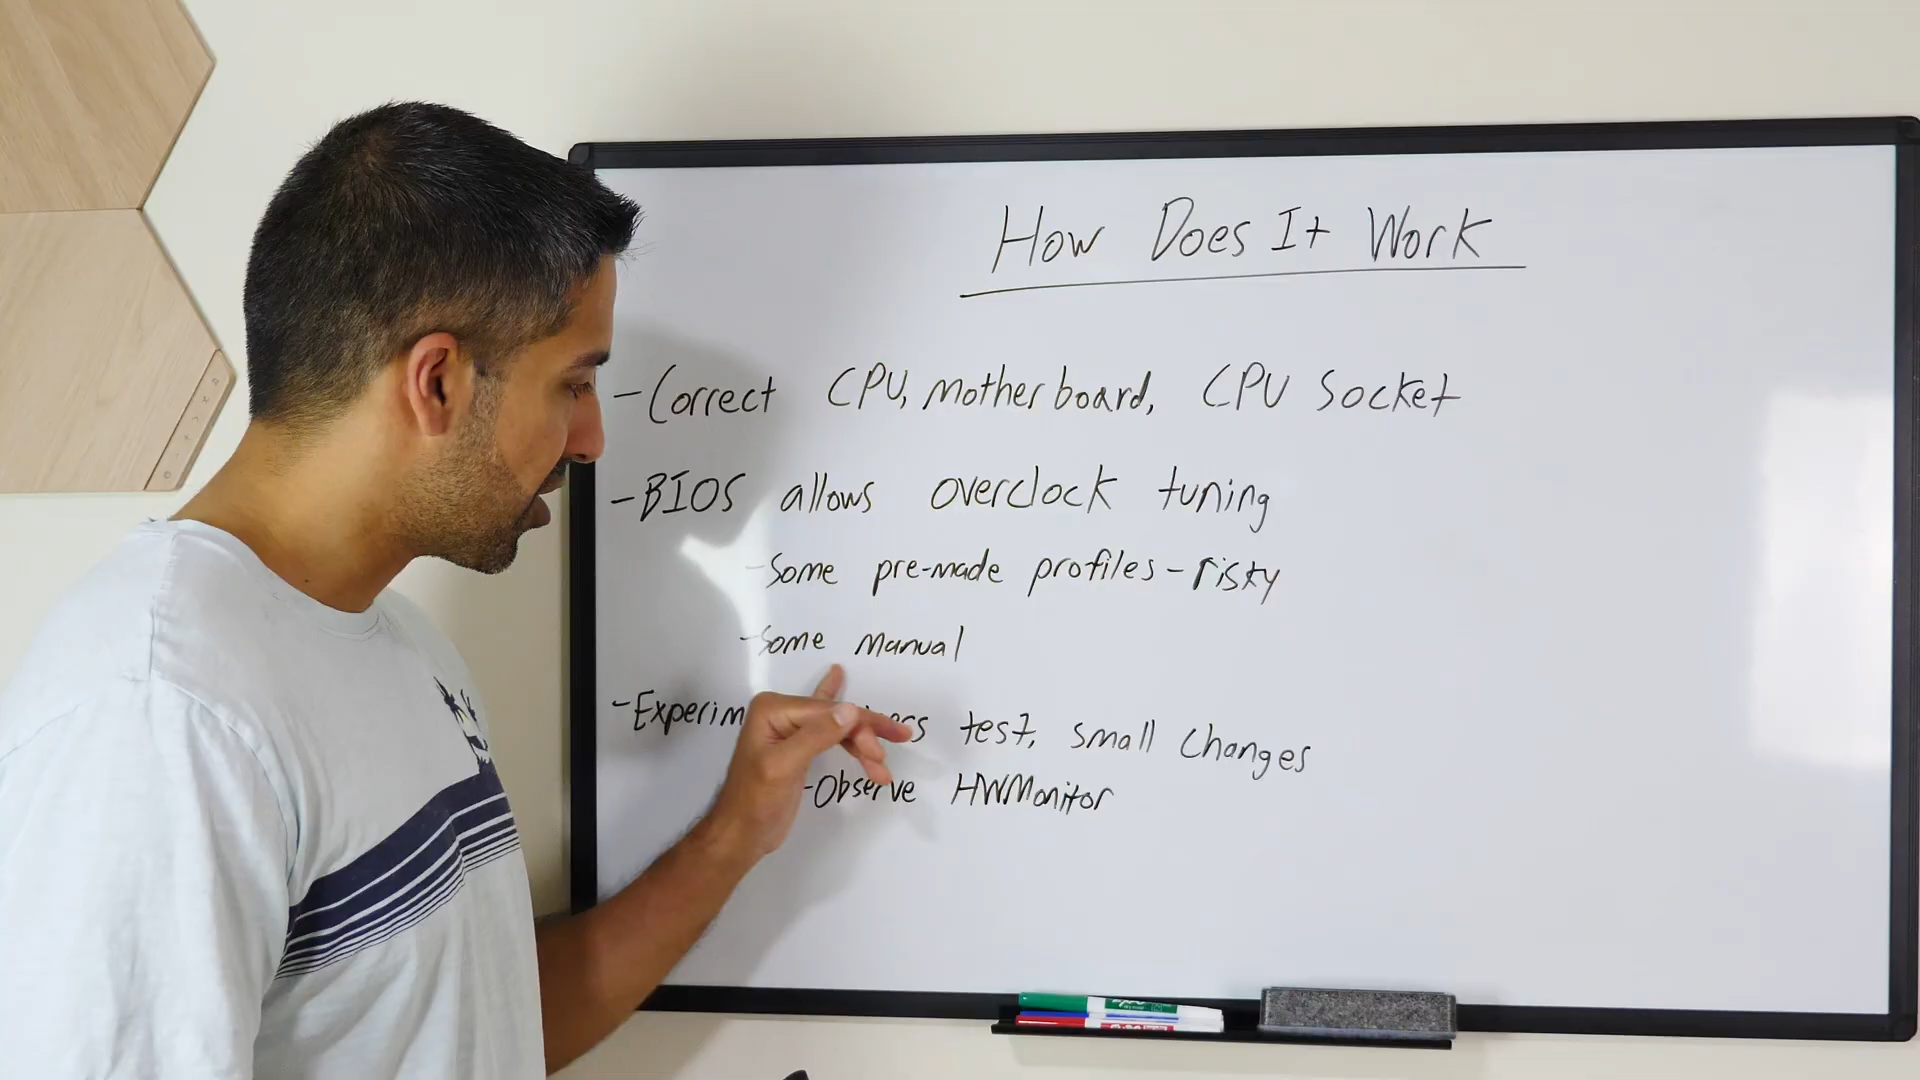 How Does It Work
-Correct CPU, Motherboard, CPU Socket
-BIOS allows overclock tuning
-Some pre-made profiles-risky
-Some Manual
-Experim test, small changes
-Observe HWMonitor